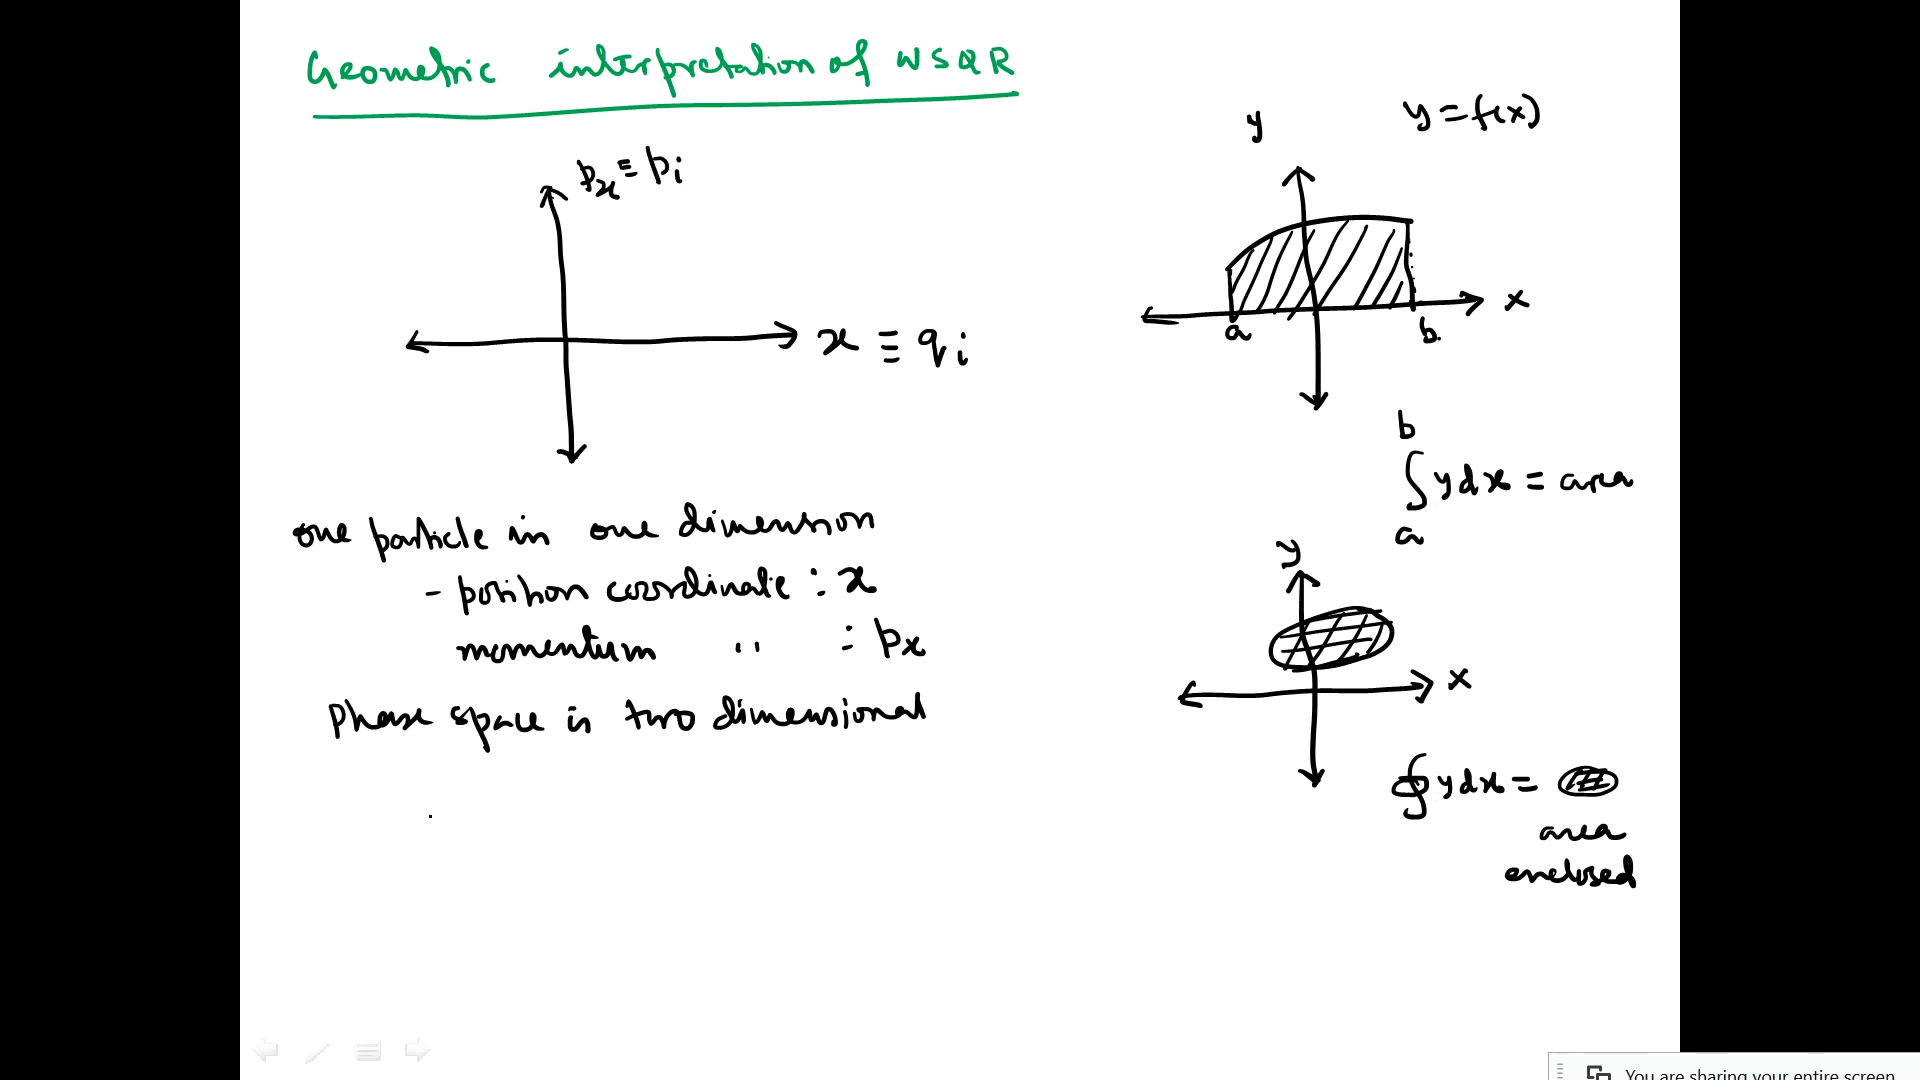 Geometric interpretation of WSQR
px ≡ pi
x ≡ qi
one particle in one dimension
- position coordinate : x
momentum " : px
Phase space is two dimensional
y
y = f(x)
x
a
b
b
∫ydx = area
a
y
x
∮ydx =
area
enclosed
You are sharing your entire screen